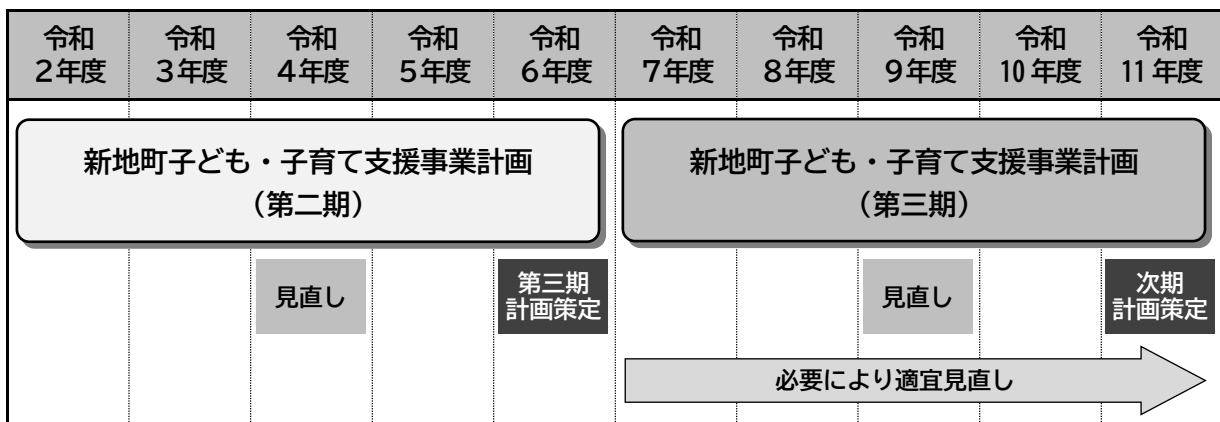 令和
2年度
令和
3年度
令和
4年度
令和
5年度
令和
6年度
令和
7年度
令和
8年度
令和
9年度
令和
10年度
令和
11年度
新地町子ども・子育て支援事業計画
（第二期）
新地町子ども・子育て支援事業計画
（第三期）
見直し
第三期
計画策定
見直し
次期
計画策定
必要により適宜見直し